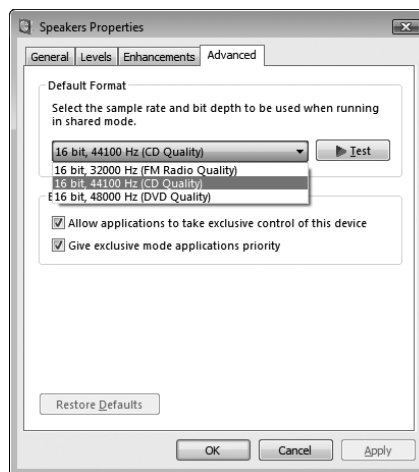 Speakers Properties
General Levels Enhancements Advanced
Default Format
Select the sample rate and bit depth to be used when running
in shared mode.
16 bit, 44100 Hz (CD Quality) Test
16 bit, 32000 Hz (FM Radio Quality)
16 bit, 44100 Hz (CD Quality)
16 bit, 48000 Hz (DVD Quality)
Allow applications to take exclusive control of this device
Give exclusive mode applications priority
Restore Defaults
OK Cancel Apply